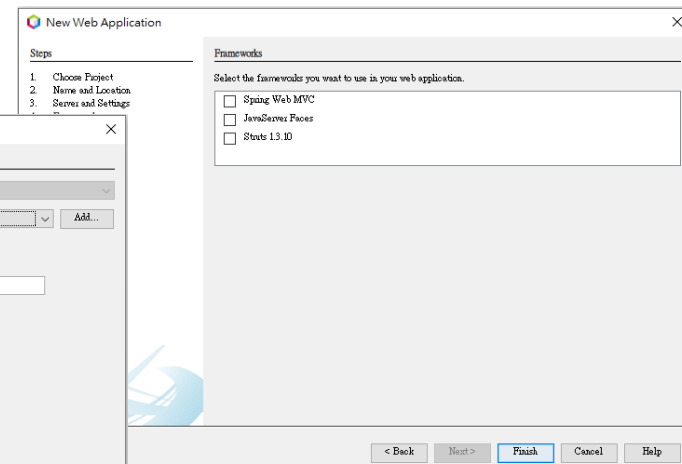 New Web Application
Steps
1. Choose Project
2. Name and Location
3. Server and Settings
Frameworks
Select the frameworks you want to use in your web application.
Spring Web MVC
JavaServer Faces
Struts 1.3.10
Add...
< Back
Next >
Finish
Cancel
Help